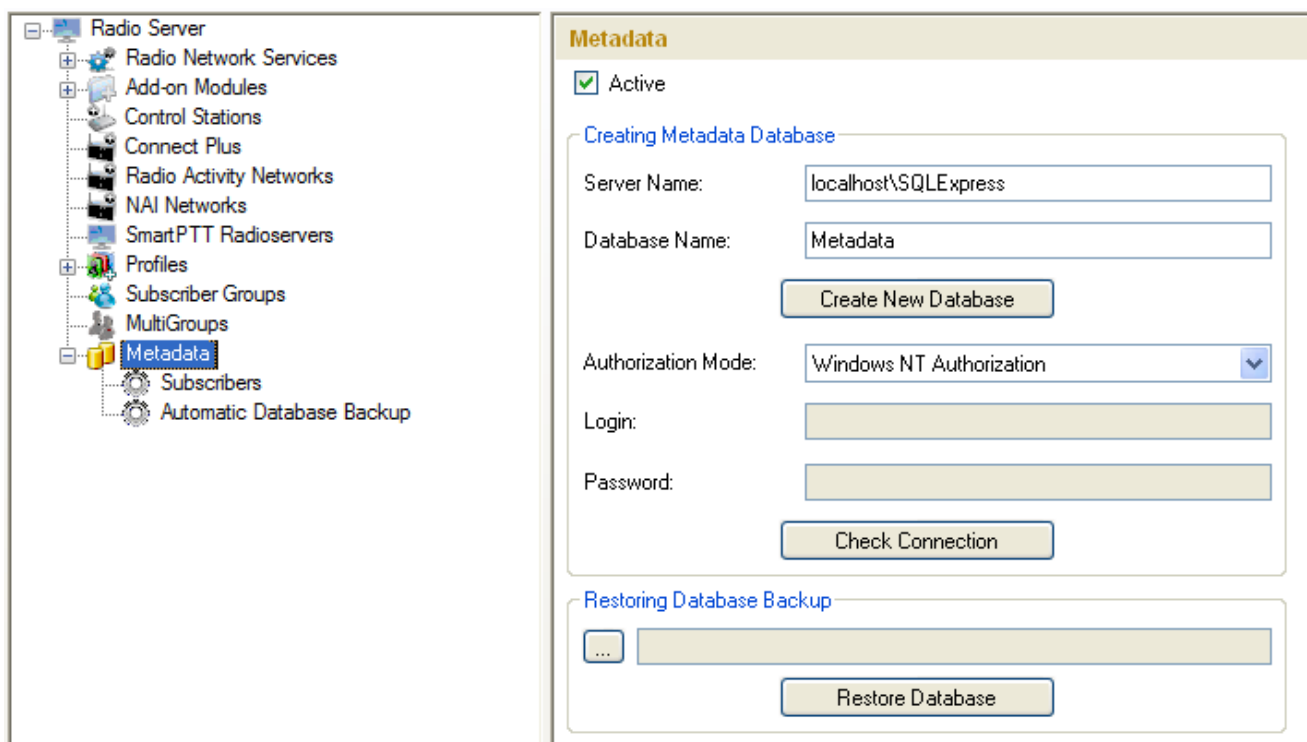 Radio Server
Radio Network Services
Add-on Modules
Control Stations
Connect Plus
Radio Activity Networks
NAI Networks
SmartPTT Radioservers
Profiles
Subscriber Groups
MultiGroups
Metadata
Subscribers
Automatic Database Backup
Metadata
Active
Creating Metadata Database
Server Name: localhost\SQLExpress
Database Name: Metadata
Create New Database
Authorization Mode: Windows NT Authorization
Login:
Password:
Check Connection
Restoring Database Backup
...
Restore Database